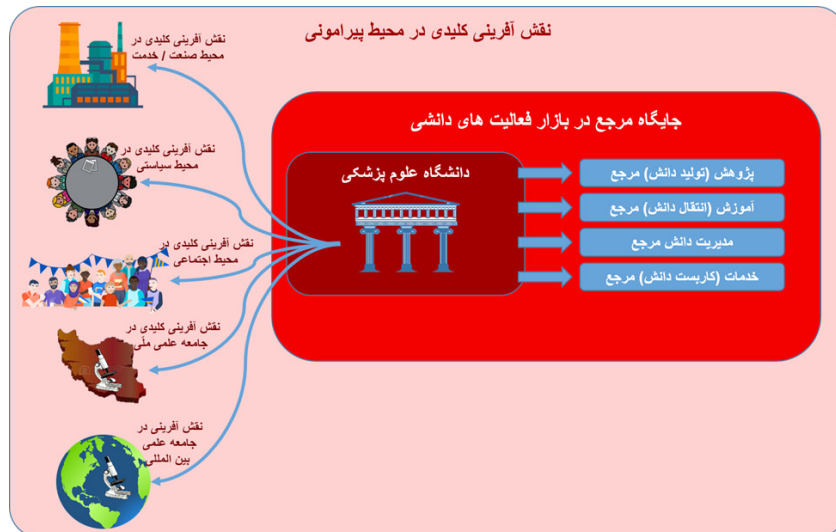 نقش آفرینی کلیدی در محیط پیرامونی
جایگاه مرجع در بازار فعالیت های دانشی
دانشگاه علوم پزشکی
پژوهش (تولید دانش) مرجع
آموزش (انتقال دانش) مرجع
مدیریت دانش مرجع
خدمات (کاربست دانش) مرجع
نقش آفرینی کلیدی در
محیط صنعت / خدمت
نقش آفرینی کلیدی در
محیط سیاستی
نقش آفرینی کلیدی در
محیط اجتماعی
نقش آفرینی کلیدی در
جامعه علمی ملّی
نقش آفرینی در
جامعه علمی
بین المللی